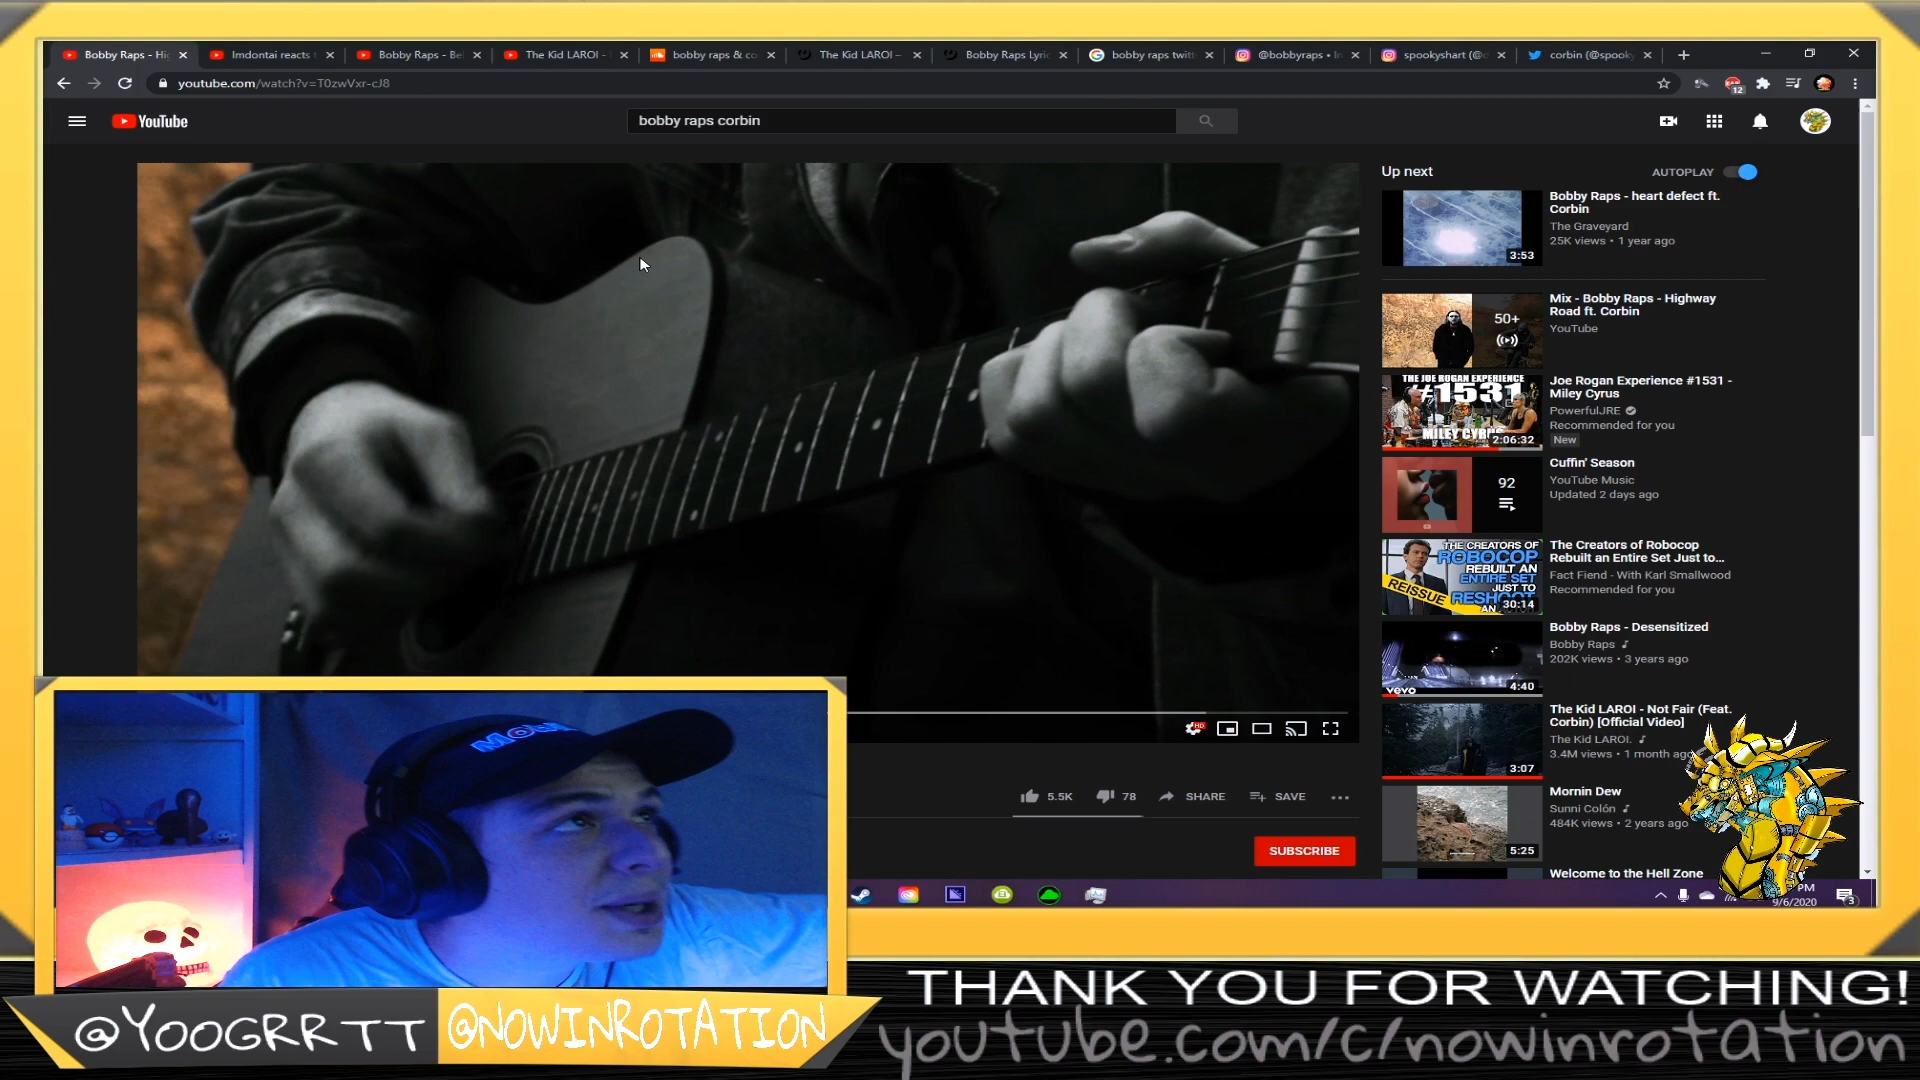 Bobby Raps - Hig
Imdontai reacts t
Bobby Raps - Bel
The Kid LAROI -
bobby raps & co
The Kid LAROI –
Bobby Raps Lyric
bobby raps twitt
@bobbyraps • In
spookyshart (@
corbin (@spooky
youtube.com/watch?v=T0zwVxr-cJ8
12
YouTube
bobby raps corbin
Up next
AUTOPLAY
Bobby Raps - heart defect ft.
Corbin
The Graveyard
25K views • 1 year ago
3:53
Mix - Bobby Raps - Highway
Road ft. Corbin
YouTube
50+
THE JOE ROGAN EXPERIENCE
#1531
MILEY CYRUS
2:06:32
Joe Rogan Experience #1531 -
Miley Cyrus
PowerfulJRE
Recommended for you
New
Cuffin' Season
YouTube Music
Updated 2 days ago
92
THE CREATORS OF
ROBOCOP
REBUILT AN
ENTIRE SET
JUST TO
RESHOOT
AN
REISSUE
30:14
The Creators of Robocop
Rebuilt an Entire Set Just to...
Fact Fiend - With Karl Smallwood
Recommended for you
Bobby Raps - Desensitized
Bobby Raps
202K views • 3 years ago
vevo
4:40
The Kid LAROI - Not Fair (Feat.
Corbin) [Official Video]
The Kid LAROI.
3.4M views • 1 month ago
3:07
Mornin Dew
Sunni Colón
484K views • 2 years ago
5:25
Welcome to the Hell Zone
HD
5.5K
78
SHARE
SAVE
SUBSCRIBE
PM
9/6/2020
3
@YOOGRRTT
@NOWINROTATION
THANK YOU FOR WATCHING!
youtube.com/c/nowinrotation